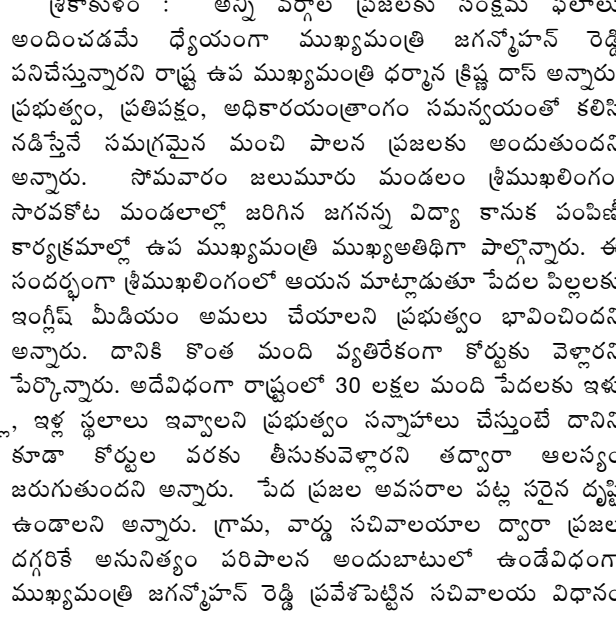 శ్రీకాకుళం : అన్ని వర్గాల ప్రజలకు సంక్షేమ ఫలాలు
అందించడమే ధ్యేయంగా ముఖ్యమంత్రి జగన్మోహన్ రెడ్డి
పనిచేస్తున్నారని రాష్ట్ర ఉప ముఖ్యమంత్రి ధర్మాన క్రిష్ణ దాస్ అన్నారు.
ప్రభుత్వం, ప్రతిపక్షం, అధికారయంత్రాంగం సమన్వయంతో కలిసి
నడిస్తేనే సమగ్రమైన మంచి పాలన ప్రజలకు అందుతుందని
అన్నారు. సోమవారం జలుమూరు మండలం శ్రీముఖలింగం,
సారవకోట మండలాల్లో జరిగిన జగనన్న విద్యా కానుక పంపిణీ
కార్యక్రమాల్లో ఉప ముఖ్యమంత్రి ముఖ్యఅతిథిగా పాల్గొన్నారు. ఈ
సందర్భంగా శ్రీముఖలింగంలో ఆయన మాట్లాడుతూ పేదల పిల్లలకు
ఇంగ్లీష్ మీడియం అమలు చేయాలని ప్రభుత్వం భావించిందని
అన్నారు. దానికి కొంత మంది వ్యతిరేకంగా కోర్టుకు వెళ్లారని
పేర్కొన్నారు. అదేవిధంగా రాష్ట్రంలో 30 లక్షల మంది పేదలకు ఇళు
్ల, ఇళ్ల స్థలాలు ఇవ్వాలని ప్రభుత్వం సన్నాహాలు చేస్తుంటే దానిని
కూడా కోర్టుల వరకు తీసుకువెళ్లారని తద్వారా ఆలస్యం
జరుగుతుందని అన్నారు. పేద ప్రజల అవసరాల పట్ల సరైన దృష్టి
ఉండాలని అన్నారు. గ్రామ, వార్డు సచివాలయాల ద్వారా ప్రజల
దగ్గరికే అనునిత్యం పరిపాలన అందుబాటులో ఉండేవిధంగా
ముఖ్యమంత్రి జగన్మోహన్ రెడ్డి ప్రవేశపెట్టిన సచివాలయ విధానం